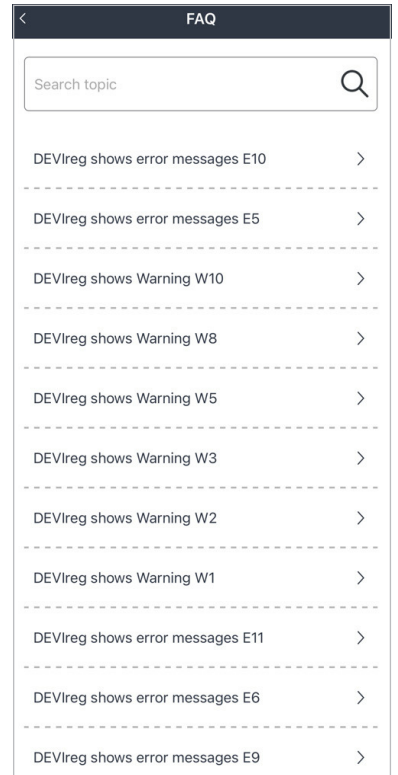 FAQ
Search topic
DEVIreg shows error messages E10
DEVIreg shows error messages E5
DEVIreg shows Warning W10
DEVIreg shows Warning W8
DEVIreg shows Warning W5
DEVIreg shows Warning W3
DEVIreg shows Warning W2
DEVIreg shows Warning W1
DEVIreg shows error messages E11
DEVIreg shows error messages E6
DEVIreg shows error messages E9